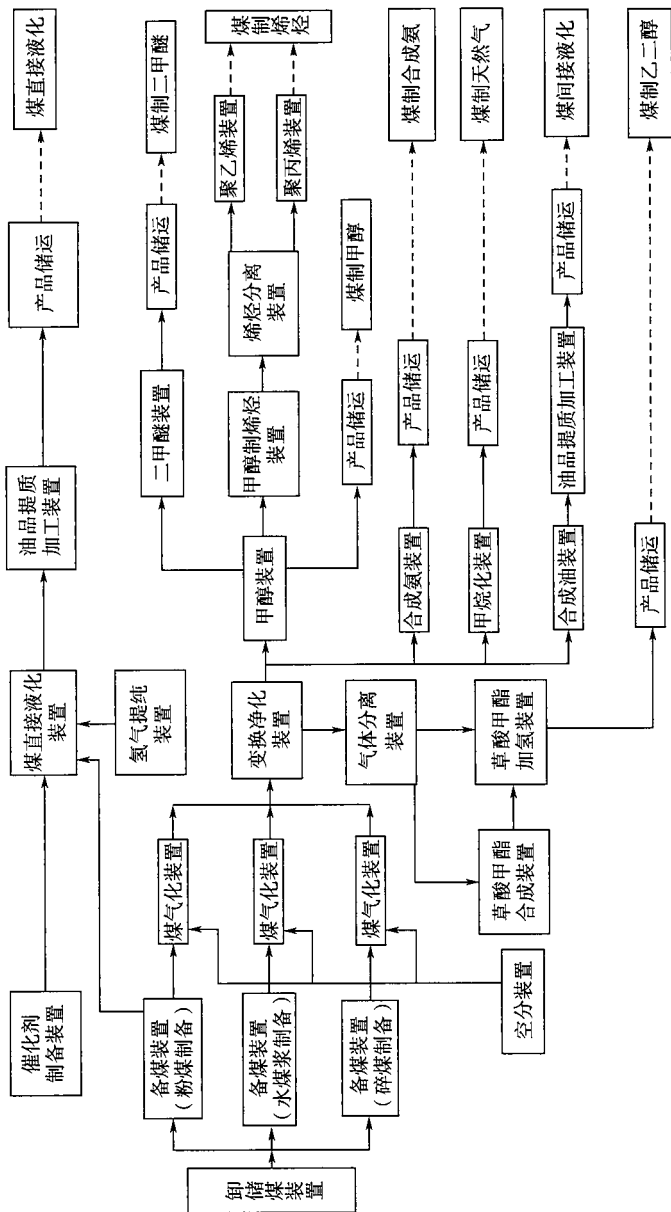 卸储
煤装置
备煤装置
（粉煤制备）
备煤装置
（水煤浆制备）
备煤装置
（碎煤制备）
催化剂
制备装置
空分装置
煤气化装置
煤气化装置
煤气化装置
煤直接液化
装置
氢气提纯
装置
变换净化
装置
气体分离
装置
草酸甲酯
合成装置
草酸甲酯
加氢装置
油品提质
加工装置
甲醇装置
二甲醚装置
甲醇制烯烃
装置
烯烃分离
装置
聚乙烯装置
聚丙烯装置
合成氨装置
甲烷化装置
合成油装置
油品提质加工装置
产品储运
产品储运
产品储运
产品储运
产品储运
产品储运
产品储运
煤直接液化
煤制二甲醚
煤制
烯烃
煤制甲醇
煤制合成氨
煤制天然气
煤间接液化
煤制乙二醇